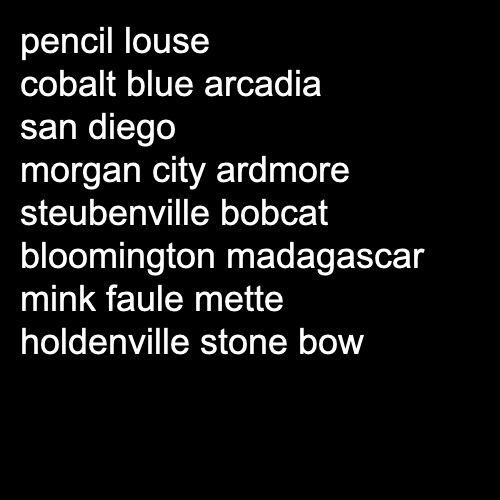 pencil louse
cobalt blue arcadia
san diego
morgan city ardmore
steubenville bobcat
bloomington madagascar
mink faule mette
holdenville stone bow